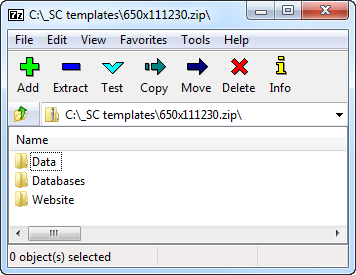 7z C:\_SC templates\650x111230.zip\
File Edit View Favorites Tools Help
Add Extract Test Copy Move Delete Info
C:\_SC templates\650x111230.zip\
Name
Data
Databases
Website
0 object(s) selected